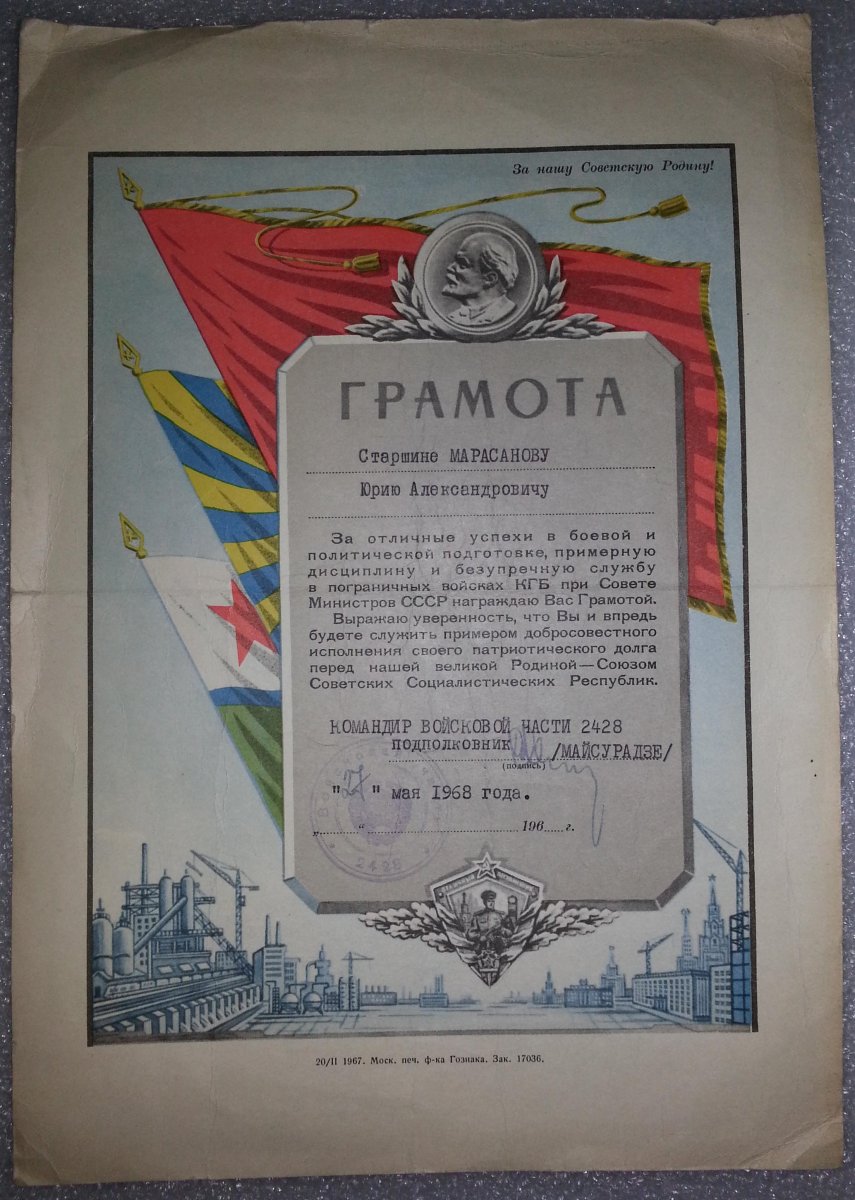 За нашу Советскую Родину!
ГРАМОТА
Старшине МАРАСАНОВУ
Юрию Александровичу
За отличные успехи в боевой и
политической подготовке, примерную
дисциплину и безупречную службу
в пограничных войсках КГБ при Совете
Министров СССР награждаю Вас Грамотой.
Выражаю уверенность, что Вы и впредь
будете служить примером добросовестного
исполнения своего патриотического долга
перед нашей великой Родиной—Союзом
Советских Социалистических Республик.
КОМАНДИР ВОЙСКОВОЙ ЧАСТИ 2428
ПОДПОЛКОВНИК /МАЙСУРАДЗЕ/
(подпись)
"27" мая 1968 года.
„ “ 196 г.
2428
20/II 1967. Моск. печ. ф-ка Гознака. Зак. 17036.